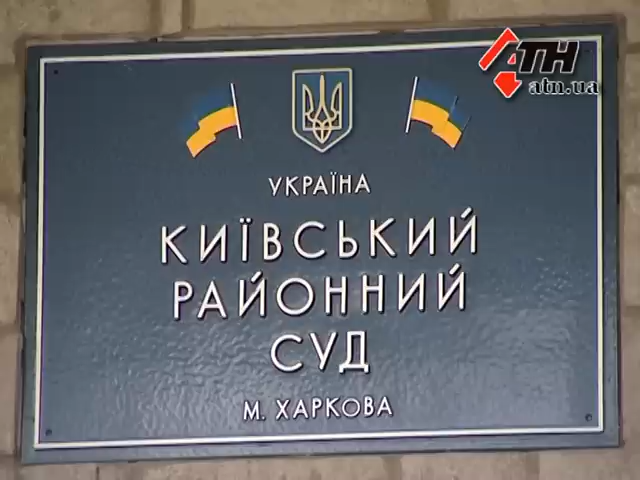 АТН
atn.ua
УКРАЇНА
КИЇВСЬКИЙ
РАЙОННИЙ
СУД
М. ХАРКОВА